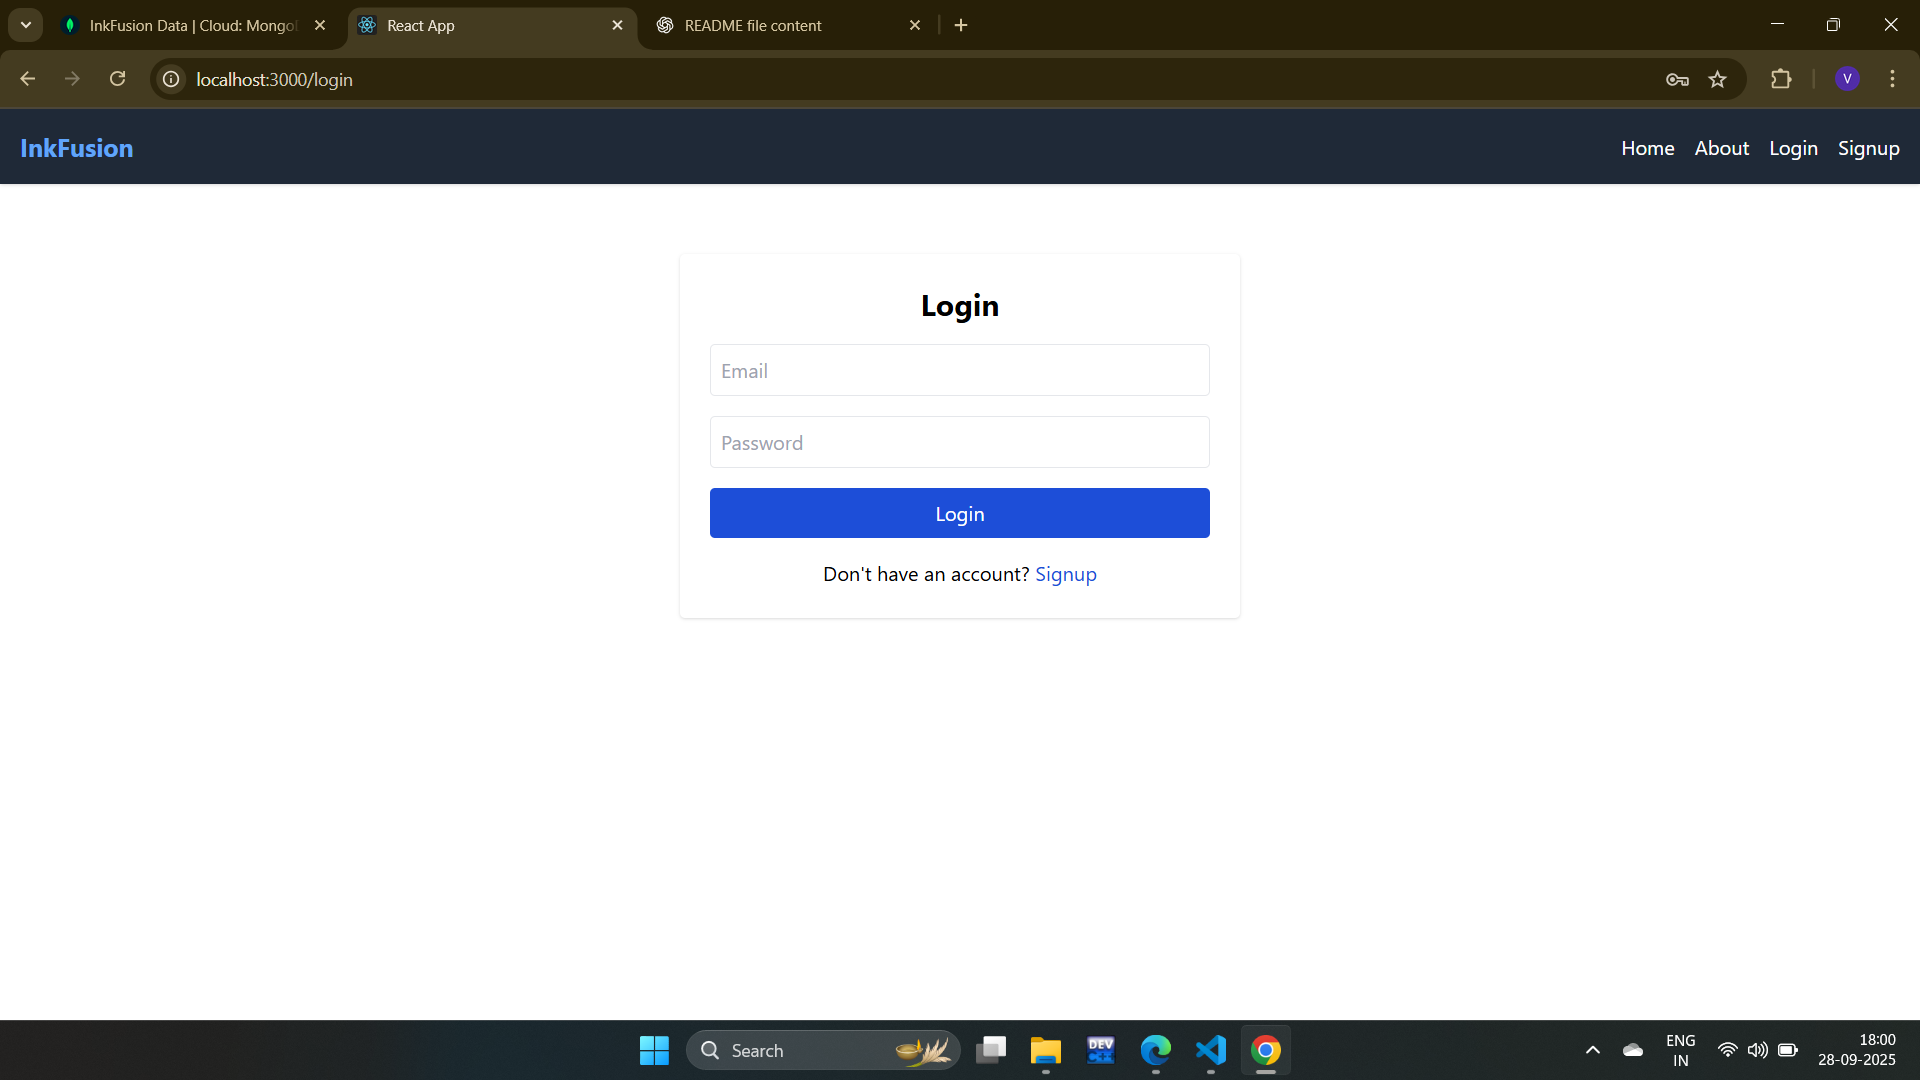 InkFusion Data | Cloud: Mongo
React App
README file content
localhost:3000/login
V
InkFusion
Home
About
Login
Signup
Login
Email
Password
Login
Don't have an account? Signup
Search
DEV
ENG
IN
18:00
28-09-2025